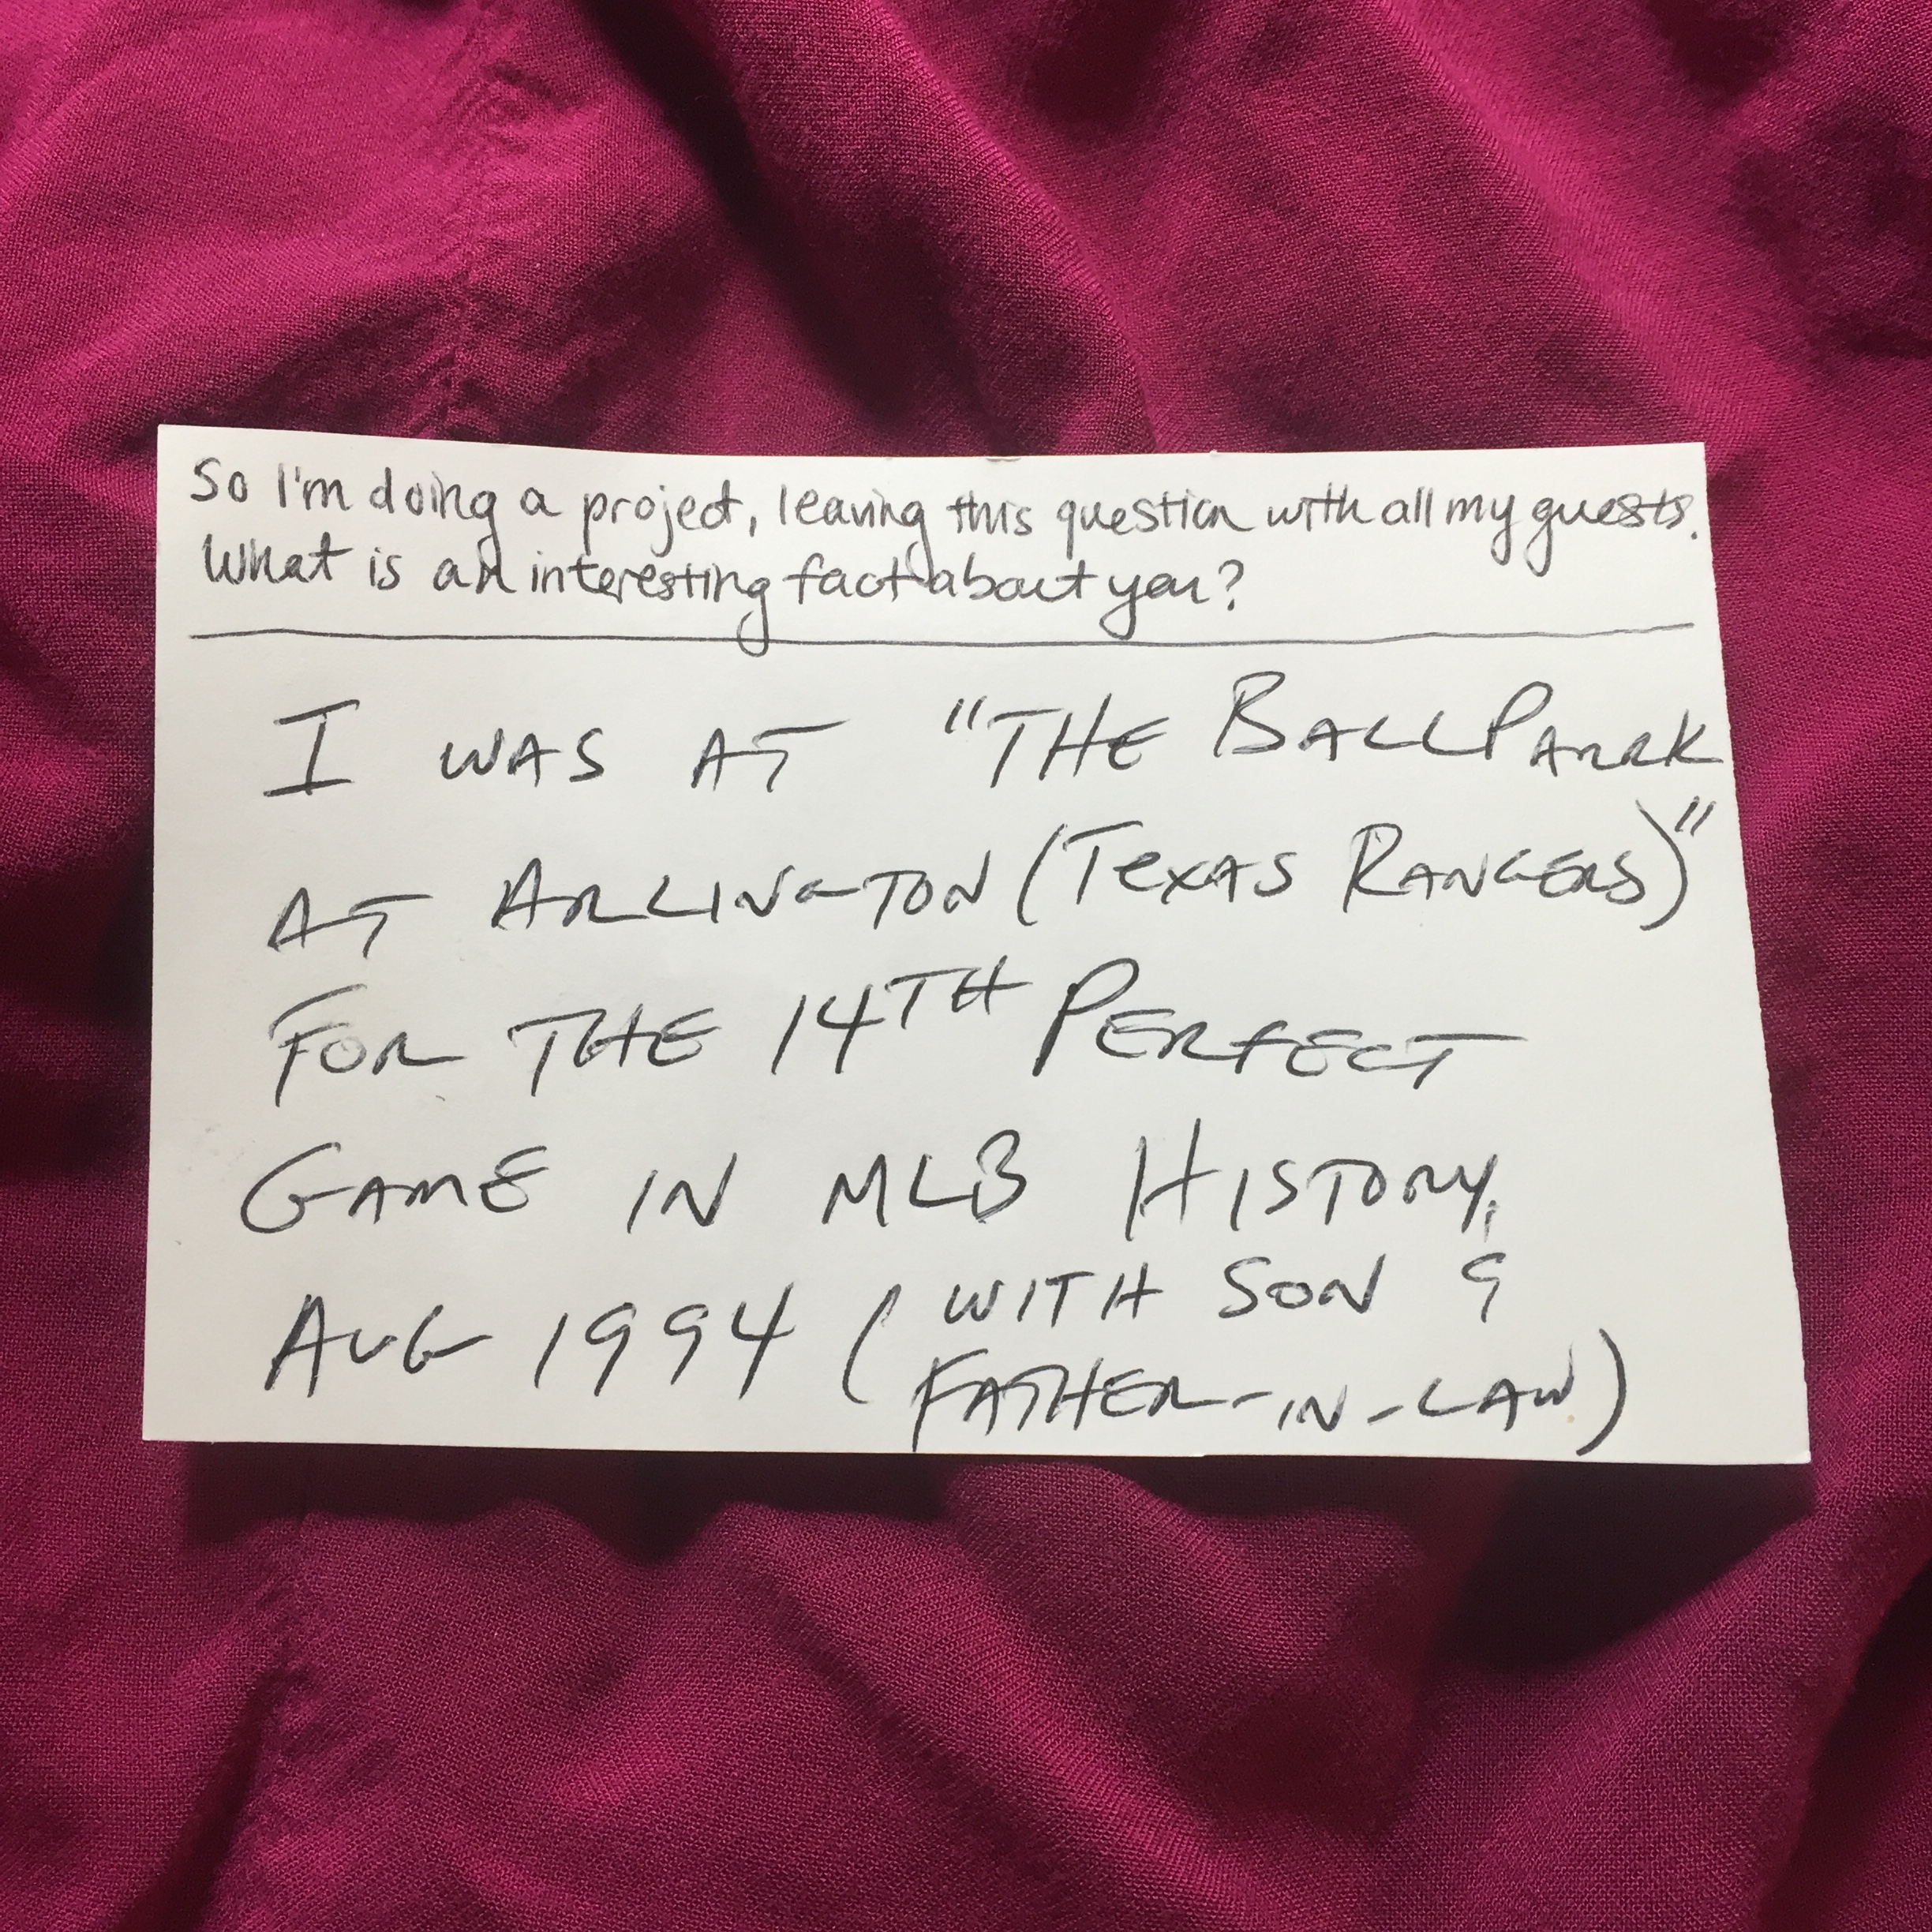 So I'm doing a project, leaving this question with all my guests.
What is an interesting fact about you?
I WAS AT "THE BALLPARK
AT ARLINGTON (TEXAS RANGERS)"
FOR THE 14TH PERFECT
GAME IN MLB HISTORY,
AUG 1994 (WITH SON &
FATHER-IN-LAW)